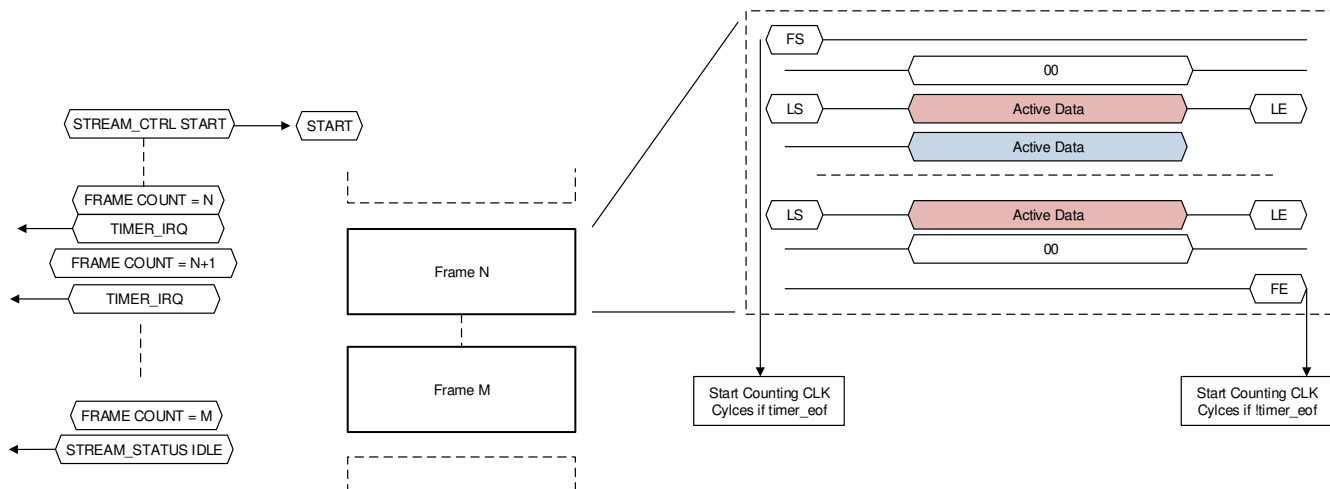 STREAM_CTRL START
START
FRAME COUNT = N
TIMER_IRQ
FRAME COUNT = N+1
TIMER_IRQ
FRAME COUNT = M
STREAM_STATUS IDLE
Frame N
Frame M
FS
00
LS
Active Data
LE
Active Data
LS
Active Data
LE
00
FE
Start Counting CLK
Cylces if timer_eof
Start Counting CLK
Cylces if !timer_eof